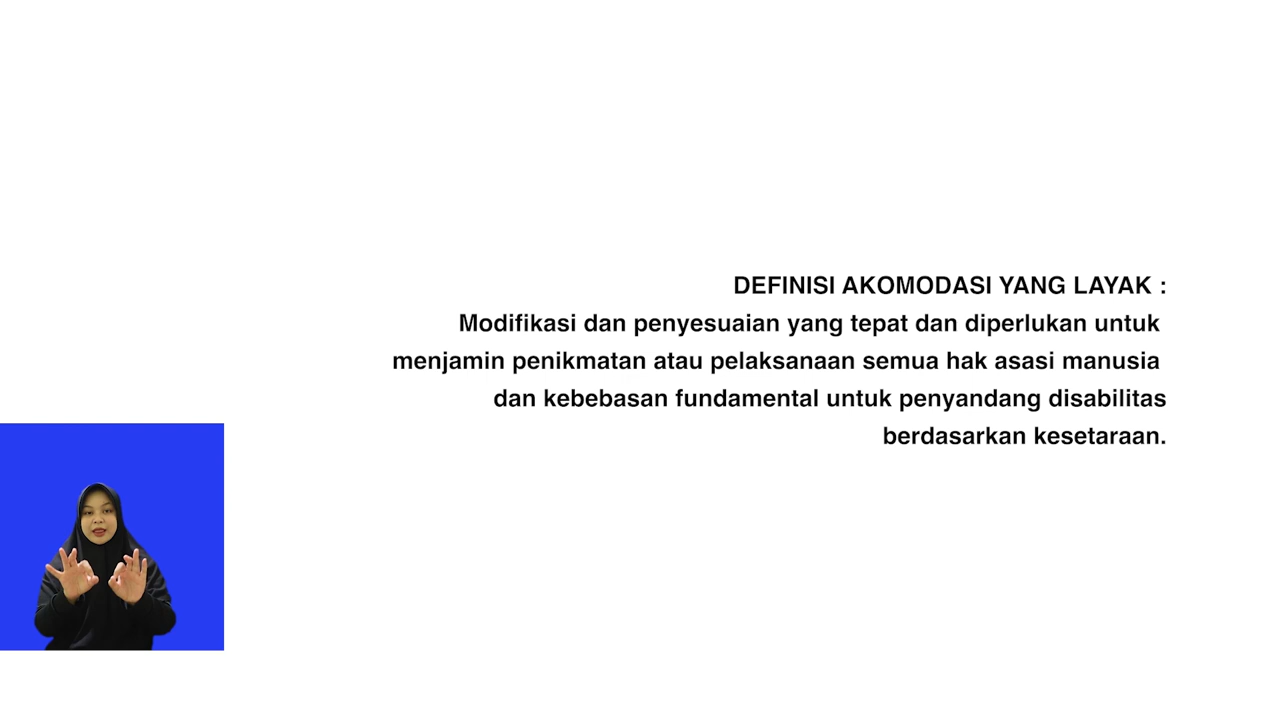 DEFINISI AKOMODASI YANG LAYAK :
Modifikasi dan penyesuaian yang tepat dan diperlukan untuk
menjamin penikmatan atau pelaksanaan semua hak asasi manusia
dan kebebasan fundamental untuk penyandang disabilitas
berdasarkan kesetaraan.